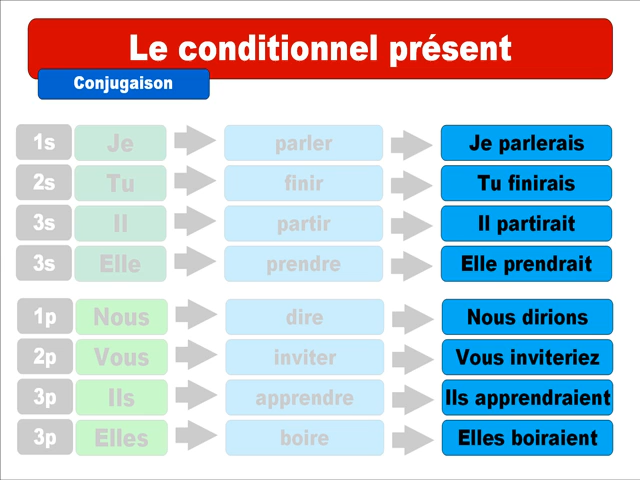 Le conditionnel présent
Conjugaison
1s Je parler Je parlerais
2s Tu finir Tu finirais
3s Il partir Il partirait
3s Elle prendre Elle prendrait
1p Nous dire Nous dirions
2p Vous inviter Vous inviteriez
3p Ils apprendre Ils apprendraient
3p Elles boire Elles boiraient